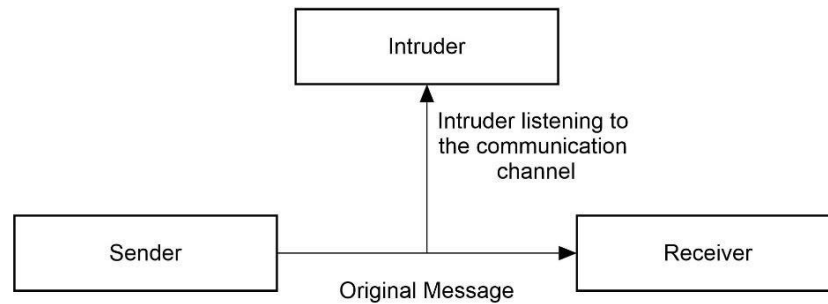 Intruder
Intruder listening to
the communication
channel
Sender
Receiver
Original Message